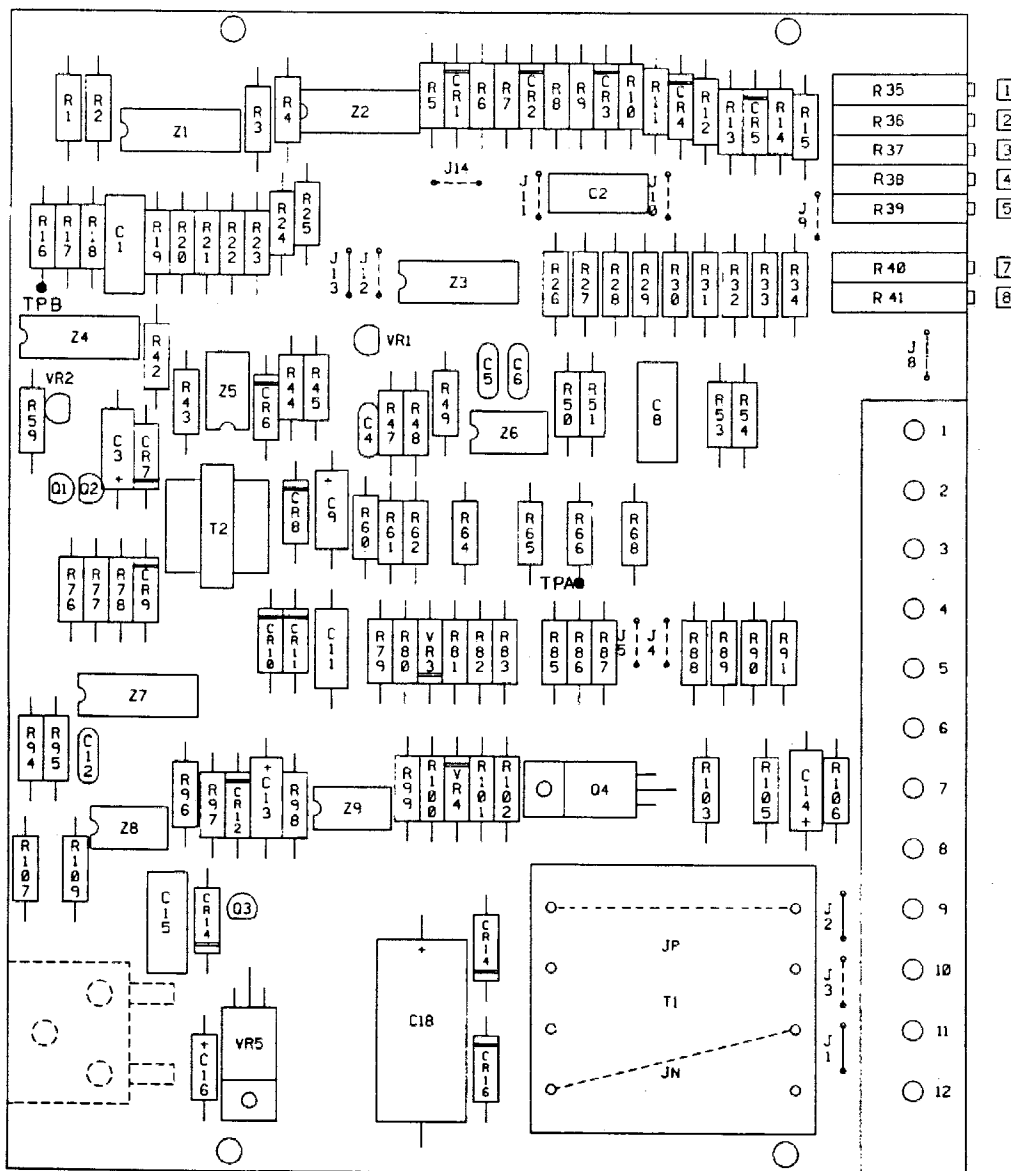 R1 R2 Z1 R3 R4 Z2 R5 CR1 R6 R7 CR2 R8 R9 CR3 R10 R11 CR4 R12 R13 CR5 R14 R15 R35 1
R36 2
R37 3
R38 4
R39 5
J14 J11 C2 J10 J9
R16 R17 R18 C1 R19 R20 R21 R22 R23 R24 R25
J13 J12 Z3 R26 R27 R28 R29 R30 R31 R32 R33 R34 R40 7
R41 8
TPB
Z4 R42 VR1 J8
VR2 R59 R43 Z5 CR6 R44 R45 C4 R47 R48 R49 C5 C6 Z6 R50 R51 C8 R53 R54
C3 + CR7 1
Q1 Q2 T2 CR8 + C9 R60 R61 R62 R64 R65 R66 R68 2
3
TPA
R76 R77 R78 CR9 4
CR10 CR11 C11 R79 R80 VR3 R81 R82 R83 R85 R86 R87 J5 J4 R88 R89 R90 R91 5
Z7
R94 R95 C12 6
R96 R97 CR12 + C13 R98 Z9 R99 R100 VR4 R101 R102 Q4 R103 R105 C14 + R106 7
Z8 8
R107 R109
C15 CR14 Q3 + CR14 JP J2 9
10
C18 T1 J3
11
+ C16 VR5 CR16 JN J1
12